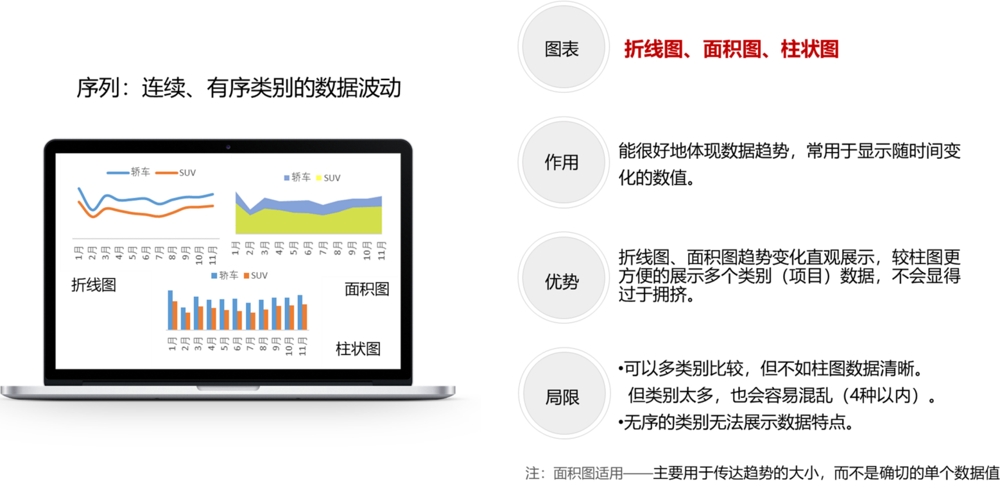 序列：连续、有序类别的数据波动
轿车 SUV
1月 2月 3月 4月 5月 6月 7月 8月 9月 10月 11月
折线图
轿车 SUV
1月 2月 3月 4月 5月 6月 7月 8月 9月 10月 11月
面积图
轿车 SUV
1月 2月 3月 4月 5月 6月 7月 8月 9月 10月 11月
柱状图
图表
折线图、面积图、柱状图
作用
能很好地体现数据趋势，常用于显示随时间变
化的数值。
优势
折线图、面积图趋势变化直观展示，较柱图更
方便的展示多个类别（项目）数据，不会显得
过于拥挤。
局限
•可以多类别比较，但不如柱图数据清晰。
但类别太多，也会容易混乱（4种以内）。
•无序的类别无法展示数据特点。
注：面积图适用——主要用于传达趋势的大小，而不是确切的单个数据值